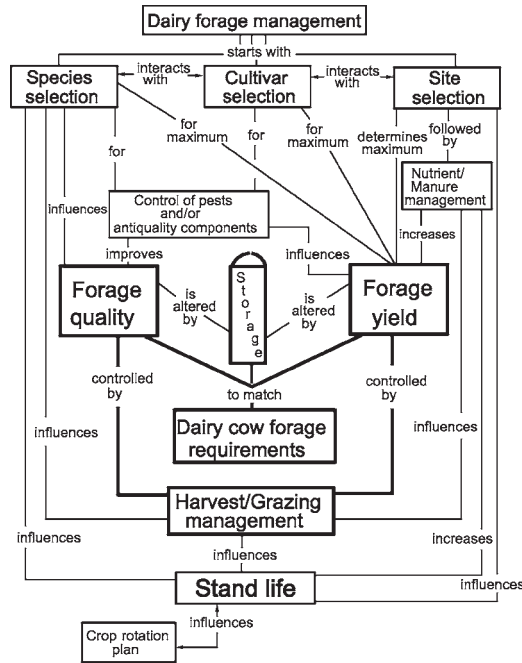 Dairy forage management
starts with
Species
selection
interacts
with
Cultivar
selection
interacts
with
Site
selection
for
for
maximum
for
for
maximum
determines
maximum
followed
by
Nutrient/
Manure
management
influences
Control of pests
and/or
antiquality components
improves
influences
increases
Forage
quality
is
altered
by
Storage
is
altered
by
Forage
yield
controlled
by
to match
controlled
by
Dairy cow forage
requirements
influences
influences
Harvest/Grazing
management
influences
influences
increases
Stand life
influences
influences
Crop rotation
plan